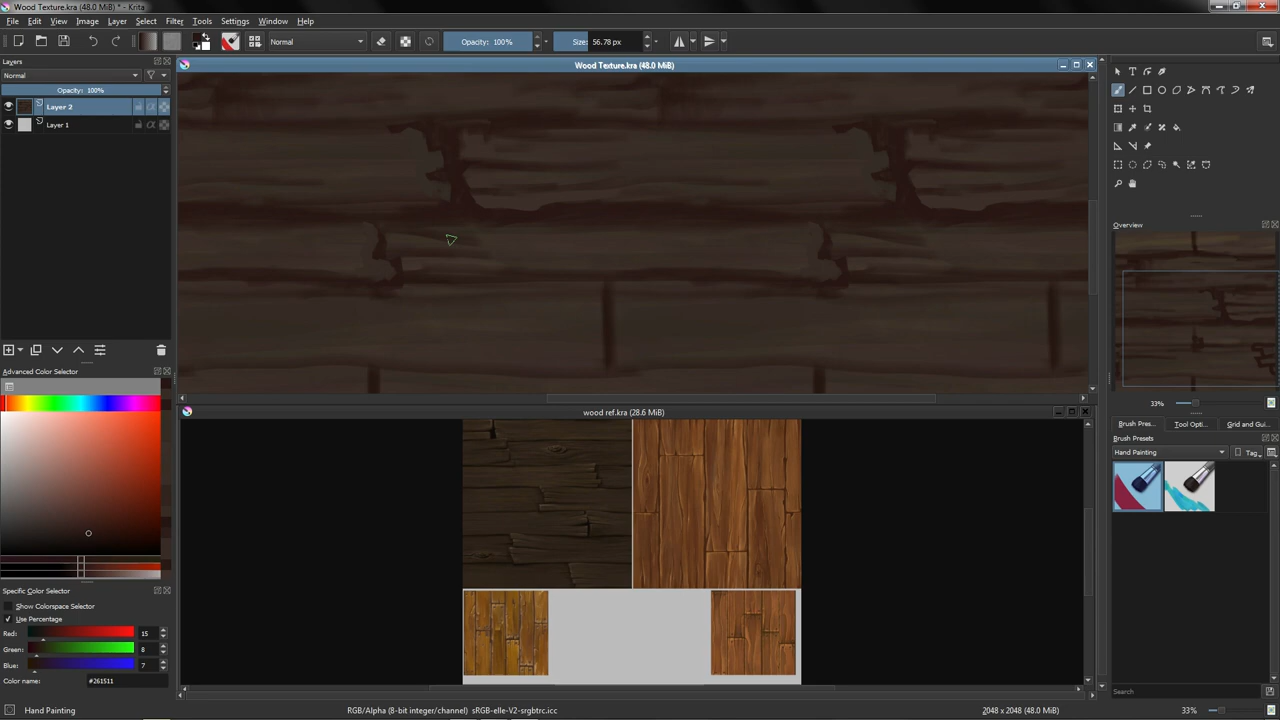 Wood Texture.kra (48.0 MiB) * - Krita
File Edit View Image Layer Select Filter Tools Settings Window Help
Normal
Opacity: 100%
Size: 56.78 px
Layers
Wood Texture.kra (48.0 MiB)
Normal
Opacity: 100%
Layer 2
Layer 1
Overview
Advanced Color Selector
33%
wood ref.kra (28.6 MiB)
Brush Pres... Tool Opti... Grid and Gui...
Brush Presets
Hand Painting
Tag
Specific Color Selector
Show Colorspace Selector
Use Percentage
Red: 15
Green: 8
Blue: 7
Color name: #261511
Search
Hand Painting
RGB/Alpha (8-bit integer/channel) sRGB-elle-V2-srgbtrc.icc
2048 x 2048 (48.0 MiB)
33%